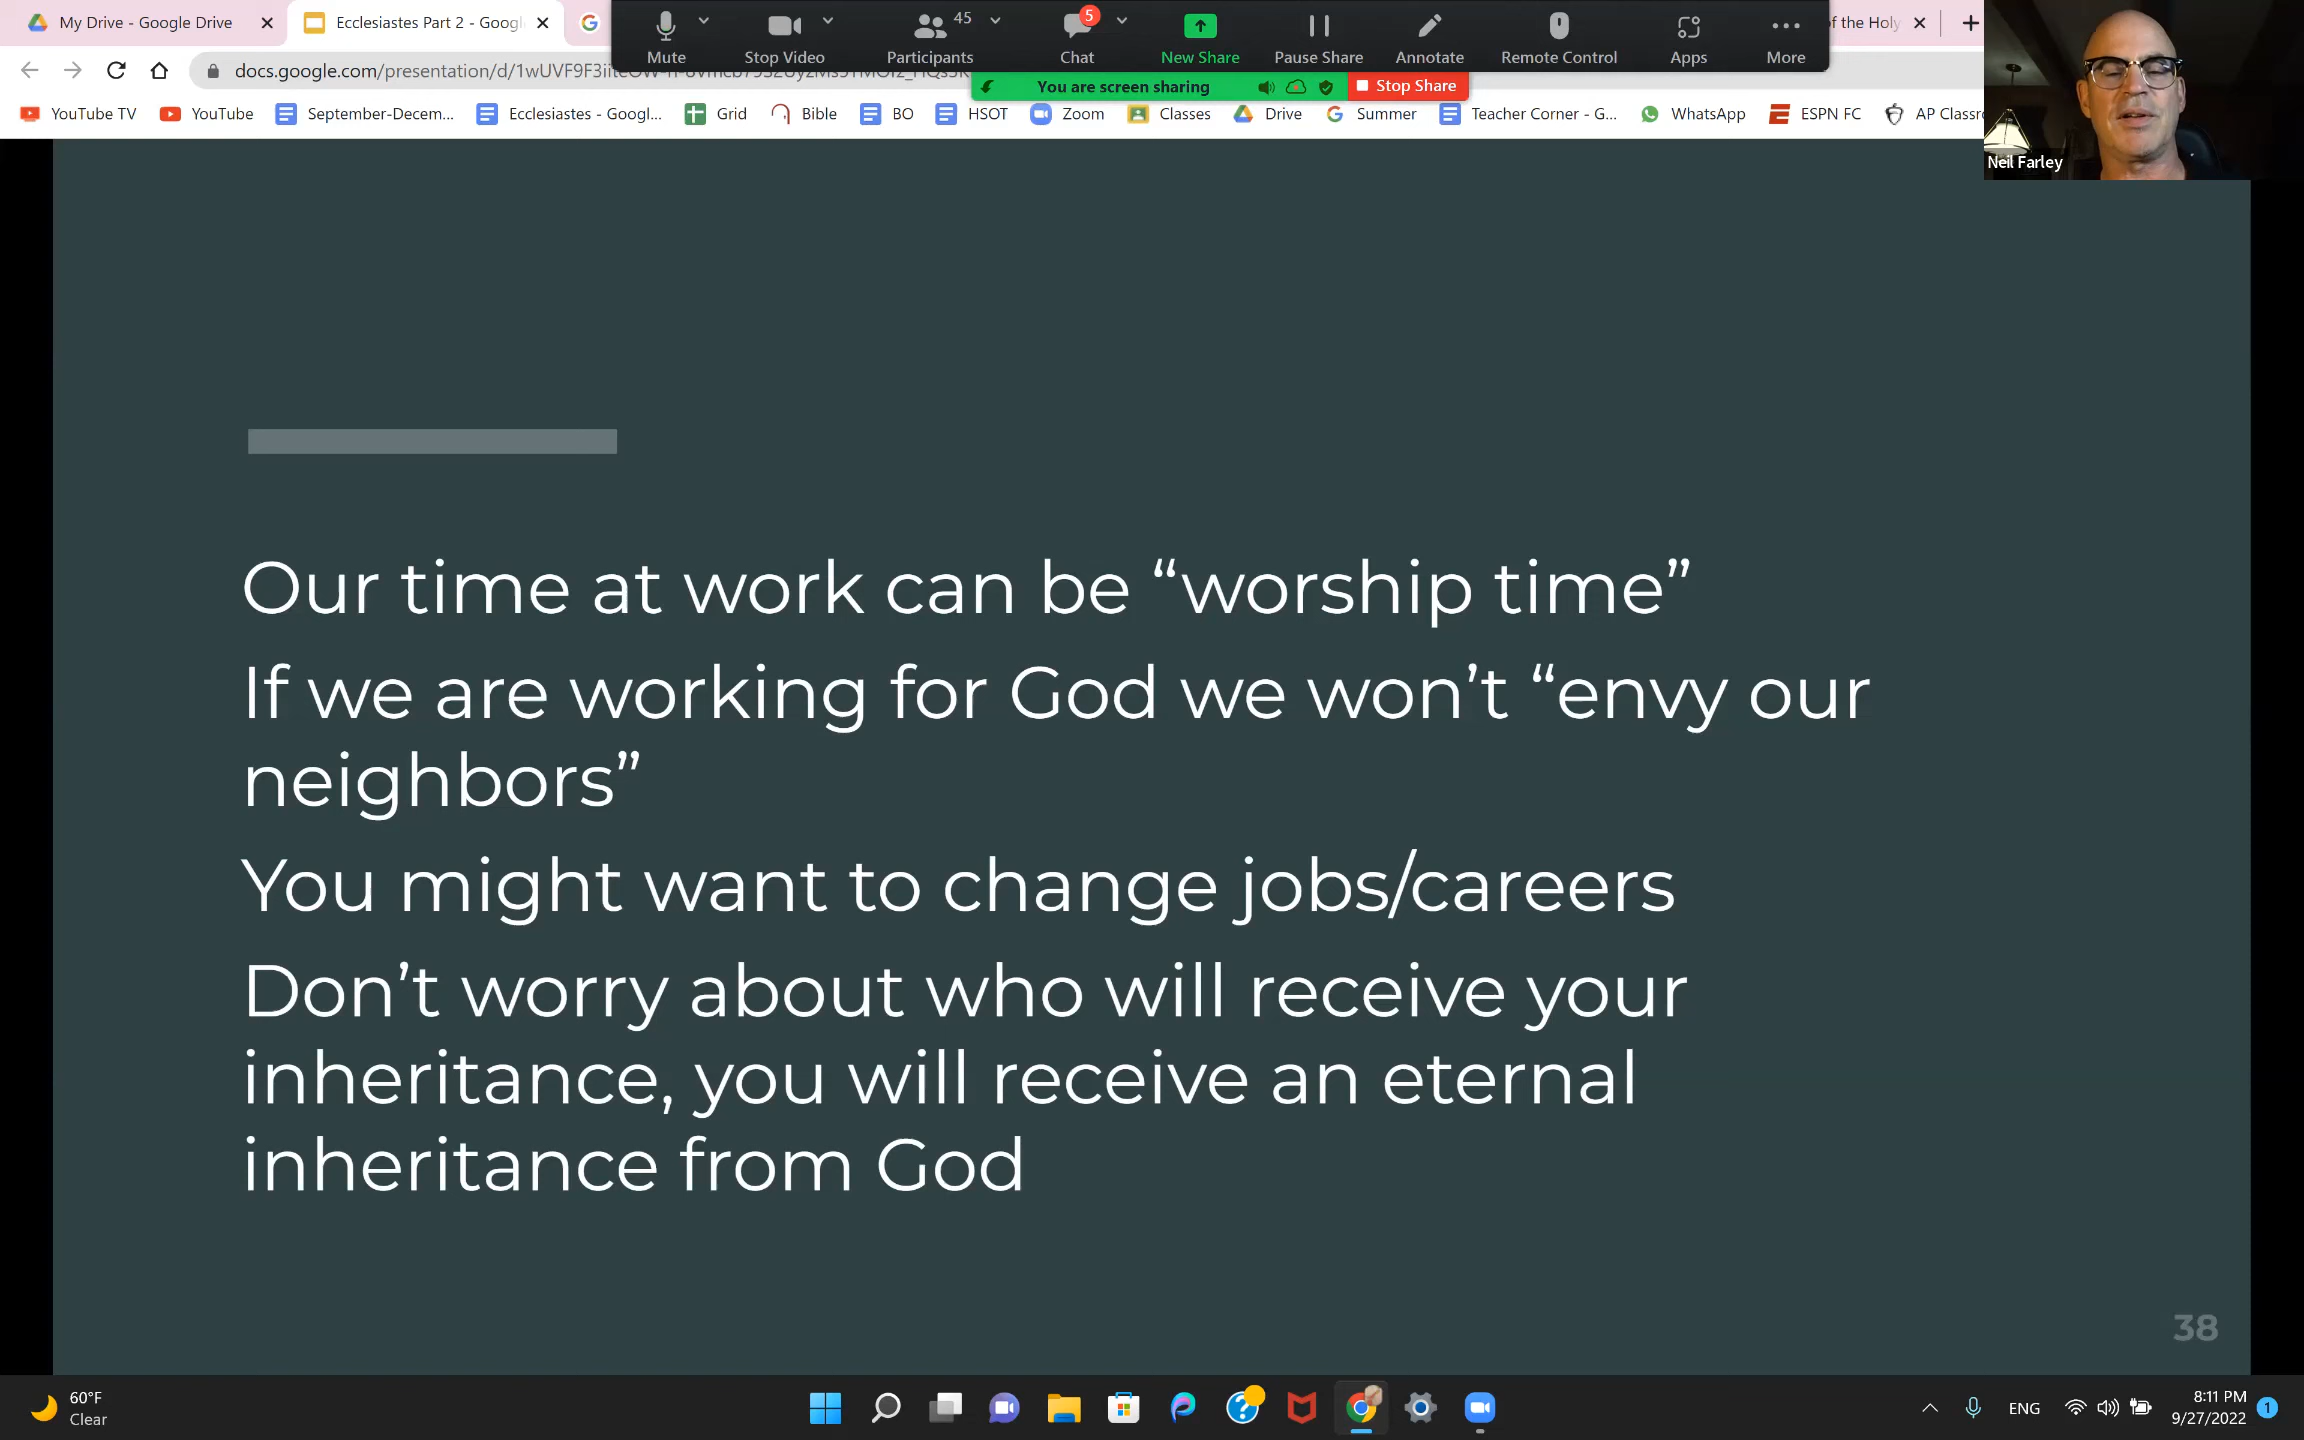 My Drive - Google Drive
Ecclesiastes Part 2 - Googl
of the Holy
Mute
Stop Video
Participants
45
Chat
5
New Share
Pause Share
Annotate
Remote Control
Apps
More
You are screen sharing
Stop Share
Neil Farley
YouTube TV
YouTube
September-Decem...
Ecclesiastes - Googl...
Grid
Bible
BO
HSOT
Zoom
Classes
Drive
Summer
Teacher Corner - G...
WhatsApp
ESPN FC
AP Classr
Our time at work can be “worship time”
If we are working for God we won’t “envy our
neighbors”
You might want to change jobs/careers
Don’t worry about who will receive your
inheritance, you will receive an eternal
inheritance from God
38
60°F
Clear
ENG
8:11 PM
9/27/2022
1